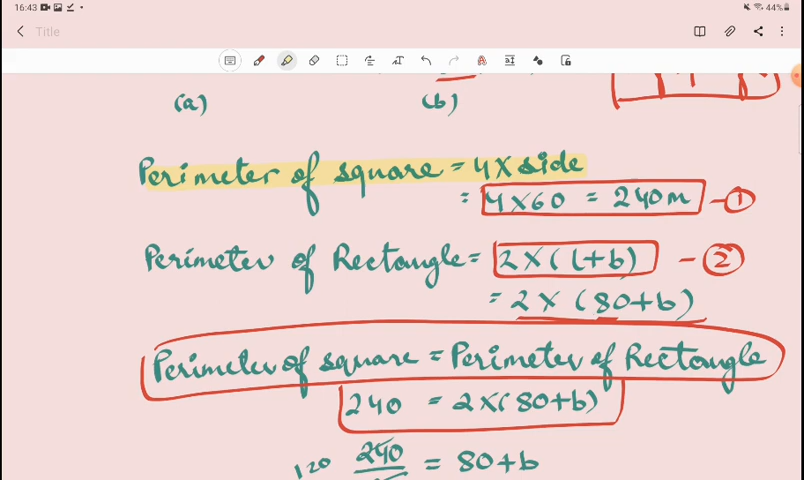 16:43 44%
Title
(a) (b)
Perimeter of square = 4 x side
= 4 x 60 = 240m - 1
Perimeter of Rectangle = 2 x (l+b) - 2
= 2 x (80+b)
Perimeter of square = Perimeter of Rectangle
240 = 2 x (80+b)
120 240 = 80+b